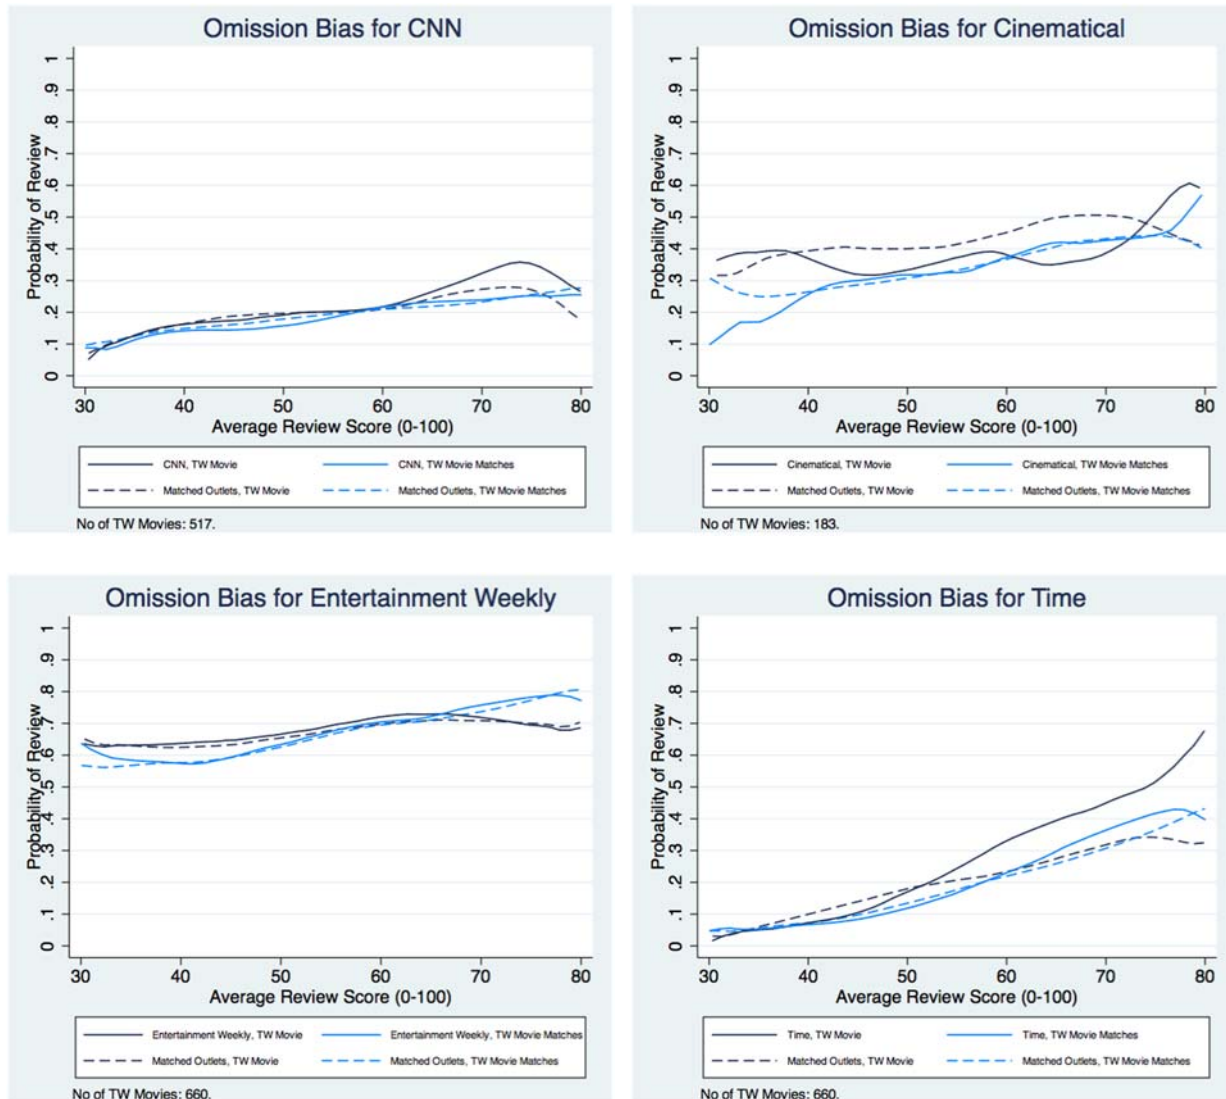 Omission Bias for CNN
Probability of Review
1
.9
.8
.7
.6
.5
.4
.3
.2
.1
0
30 40 50 60 70 80
Average Review Score (0-100)
CNN, TW Movie CNN, TW Movie Matches
Matched Outlets, TW Movie Matched Outlets, TW Movie Matches
No of TW Movies: 517.
Omission Bias for Cinematical
Probability of Review
1
.9
.8
.7
.6
.5
.4
.3
.2
.1
0
30 40 50 60 70 80
Average Review Score (0-100)
Cinematical, TW Movie Cinematical, TW Movie Matches
Matched Outlets, TW Movie Matched Outlets, TW Movie Matches
No of TW Movies: 183.
Omission Bias for Entertainment Weekly
Probability of Review
1
.9
.8
.7
.6
.5
.4
.3
.2
.1
0
30 40 50 60 70 80
Average Review Score (0-100)
Entertainment Weekly, TW Movie Entertainment Weekly, TW Movie Matches
Matched Outlets, TW Movie Matched Outlets, TW Movie Matches
No of TW Movies: 660.
Omission Bias for Time
Probability of Review
1
.9
.8
.7
.6
.5
.4
.3
.2
.1
0
30 40 50 60 70 80
Average Review Score (0-100)
Time, TW Movie Time, TW Movie Matches
Matched Outlets, TW Movie Matched Outlets, TW Movie Matches
No of TW Movies: 660.